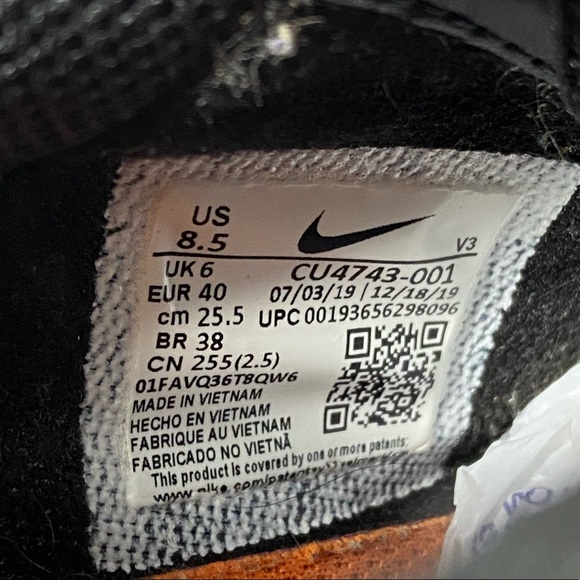 US
8.5
V3
UK 6
CU4743-001
EUR 40
07/03/19 | 12/18/19
cm 25.5
UPC 00193656298096
BR 38
CN 255(2.5)
01FAVQ36T8QW6
MADE IN VIETNAM
HECHO EN VIETNAM
FABRIQUE AU VIETNAM
FABRICADO NO VIETNÃ
This product is covered by one or more patents: